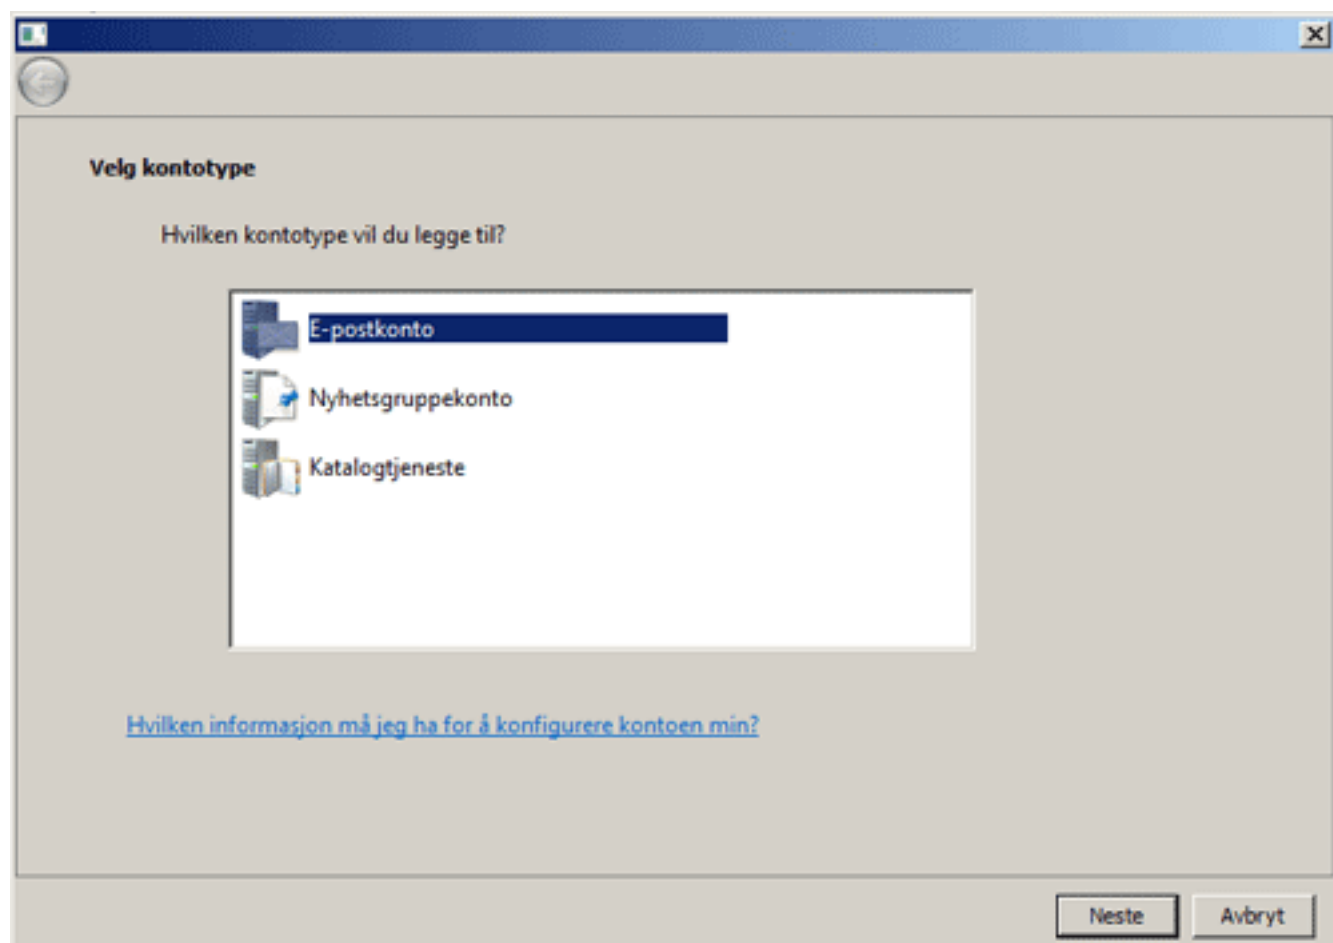 Velg kontotype
Hvilken kontotype vil du legge til?
E-postkonto
Nyhetsgruppekonto
Katalogtjeneste
Hvilken informasjon må jeg ha for å konfigurere kontoen min?
Neste
Avbryt